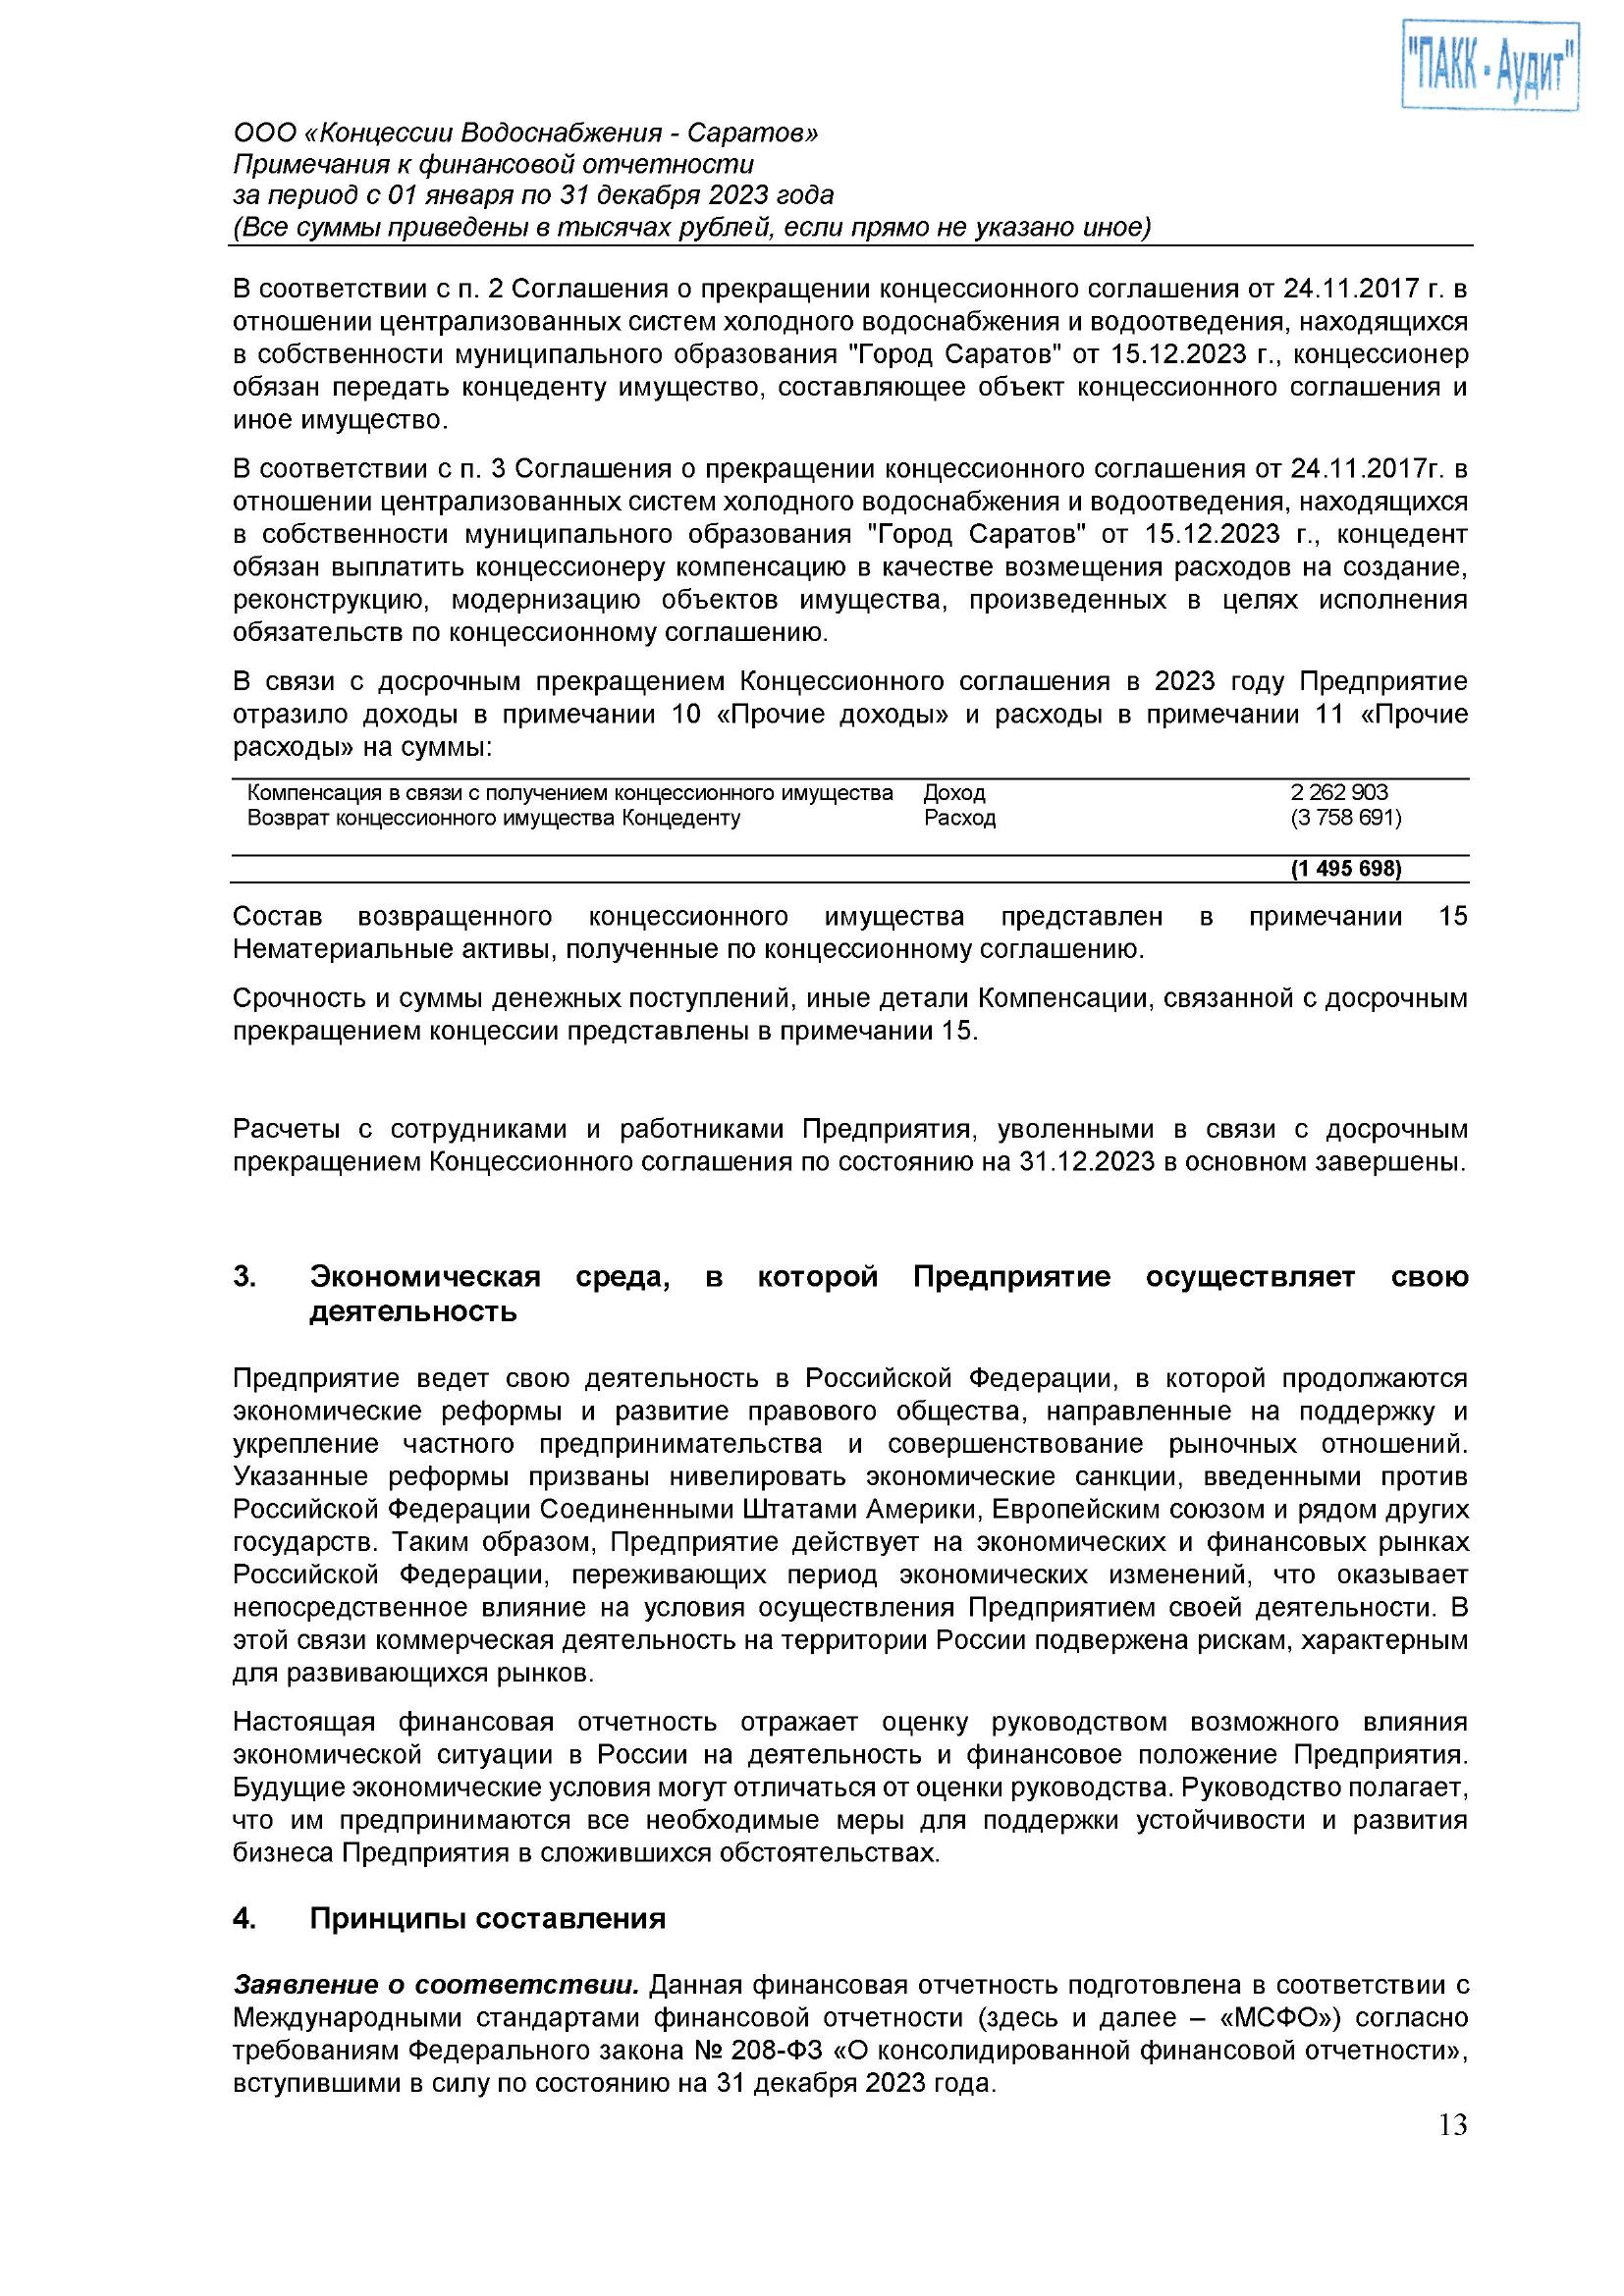 "ПАКК - Аудит"
ООО «Концессии Водоснабжения - Саратов»
Примечания к финансовой отчетности
за период с 01 января по 31 декабря 2023 года
(Все суммы приведены в тысячах рублей, если прямо не указано иное)
В соответствии с п. 2 Соглашения о прекращении концессионного соглашения от 24.11.2017 г. в
отношении централизованных систем холодного водоснабжения и водоотведения, находящихся
в собственности муниципального образования "Город Саратов" от 15.12.2023 г., концессионер
обязан передать концеденту имущество, составляющее объект концессионного соглашения и
иное имущество.
В соответствии с п. 3 Соглашения о прекращении концессионного соглашения от 24.11.2017г. в
отношении централизованных систем холодного водоснабжения и водоотведения, находящихся
в собственности муниципального образования "Город Саратов" от 15.12.2023 г., концедент
обязан выплатить концессионеру компенсацию в качестве возмещения расходов на создание,
реконструкцию, модернизацию объектов имущества, произведенных в целях исполнения
обязательств по концессионному соглашению.
В связи с досрочным прекращением Концессионного соглашения в 2023 году Предприятие
отразило доходы в примечании 10 «Прочие доходы» и расходы в примечании 11 «Прочие
расходы» на суммы:
Компенсация в связи с получением концессионного имущества Доход 2 262 903
Возврат концессионного имущества Концеденту Расход (3 758 691)
(1 495 698)
Состав возвращенного концессионного имущества представлен в примечании 15
Нематериальные активы, полученные по концессионному соглашению.
Срочность и суммы денежных поступлений, иные детали Компенсации, связанной с досрочным
прекращением концессии представлены в примечании 15.
Расчеты с сотрудниками и работниками Предприятия, уволенными в связи с досрочным
прекращением Концессионного соглашения по состоянию на 31.12.2023 в основном завершены.
3. Экономическая среда, в которой Предприятие осуществляет свою
деятельность
Предприятие ведет свою деятельность в Российской Федерации, в которой продолжаются
экономические реформы и развитие правового общества, направленные на поддержку и
укрепление частного предпринимательства и совершенствование рыночных отношений.
Указанные реформы призваны нивелировать экономические санкции, введенными против
Российской Федерации Соединенными Штатами Америки, Европейским союзом и рядом других
государств. Таким образом, Предприятие действует на экономических и финансовых рынках
Российской Федерации, переживающих период экономических изменений, что оказывает
непосредственное влияние на условия осуществления Предприятием своей деятельности. В
этой связи коммерческая деятельность на территории России подвержена рискам, характерным
для развивающихся рынков.
Настоящая финансовая отчетность отражает оценку руководством возможного влияния
экономической ситуации в России на деятельность и финансовое положение Предприятия.
Будущие экономические условия могут отличаться от оценки руководства. Руководство полагает,
что им предпринимаются все необходимые меры для поддержки устойчивости и развития
бизнеса Предприятия в сложившихся обстоятельствах.
4. Принципы составления
Заявление о соответствии. Данная финансовая отчетность подготовлена в соответствии с
Международными стандартами финансовой отчетности (здесь и далее – «МСФО») согласно
требованиям Федерального закона № 208-ФЗ «О консолидированной финансовой отчетности»,
вступившими в силу по состоянию на 31 декабря 2023 года.
13